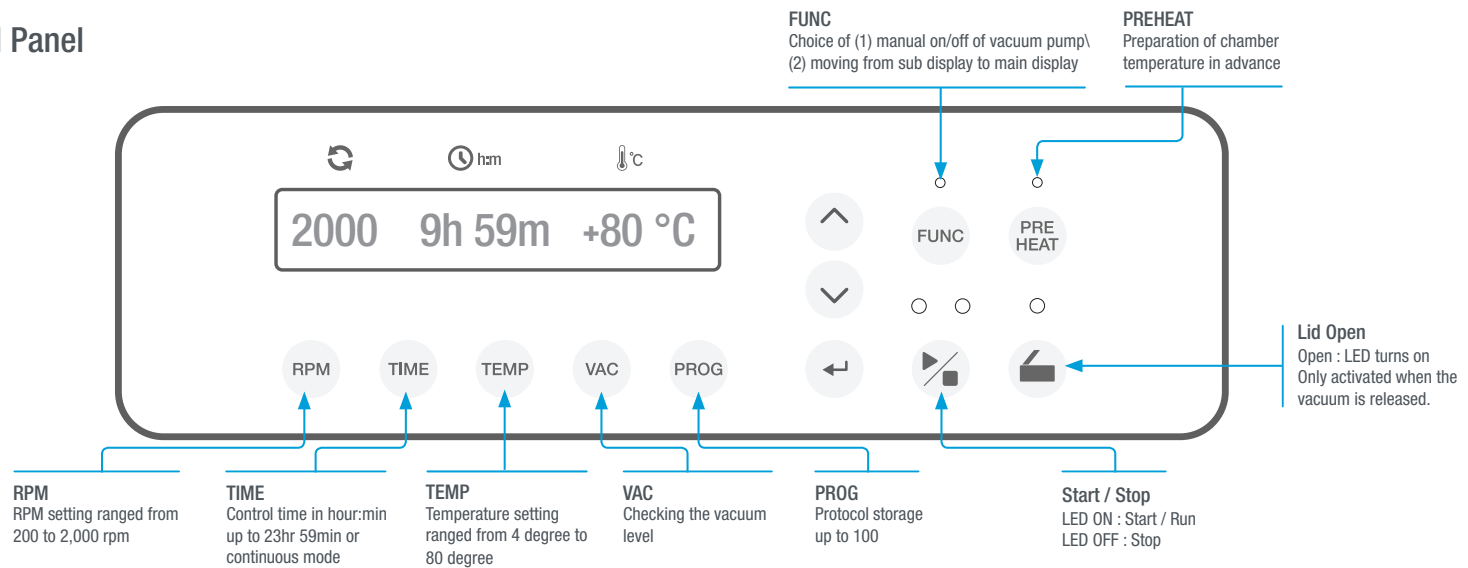 Panel
FUNC
Choice of (1) manual on/off of vacuum pump\
(2) moving from sub display to main display
PREHEAT
Preparation of chamber
temperature in advance
h:m
°C
2000 9h 59m +80 °C
FUNC
PRE
HEAT
RPM
TIME
TEMP
VAC
PROG
Lid Open
Open : LED turns on
Only activated when the
vacuum is released.
RPM
RPM setting ranged from
200 to 2,000 rpm
TIME
Control time in hour:min
up to 23hr 59min or
continuous mode
TEMP
Temperature setting
ranged from 4 degree to
80 degree
VAC
Checking the vacuum
level
PROG
Protocol storage
up to 100
Start / Stop
LED ON : Start / Run
LED OFF : Stop